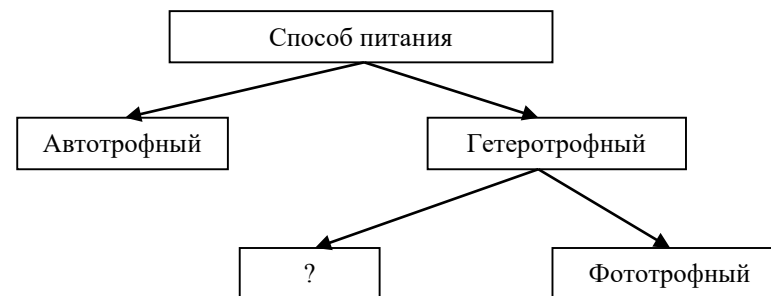 Способ питания
Автотрофный
Гетеротрофный
?
Фототрофный